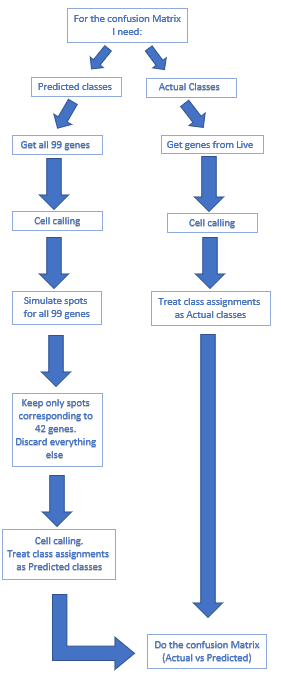 For the confusion Matrix
I need:
Predicted classes
Actual Classes
Get all 99 genes
Get genes from Live
Cell calling
Cell calling
Simulate spots
for all 99 genes
Treat class assignments
as Actual classes
Keep only spots
corresponding to
42 genes.
Discard everything
else
Cell calling.
Treat class assignments
as Predicted classes
Do the confusion Matrix
(Actual vs Predicted)